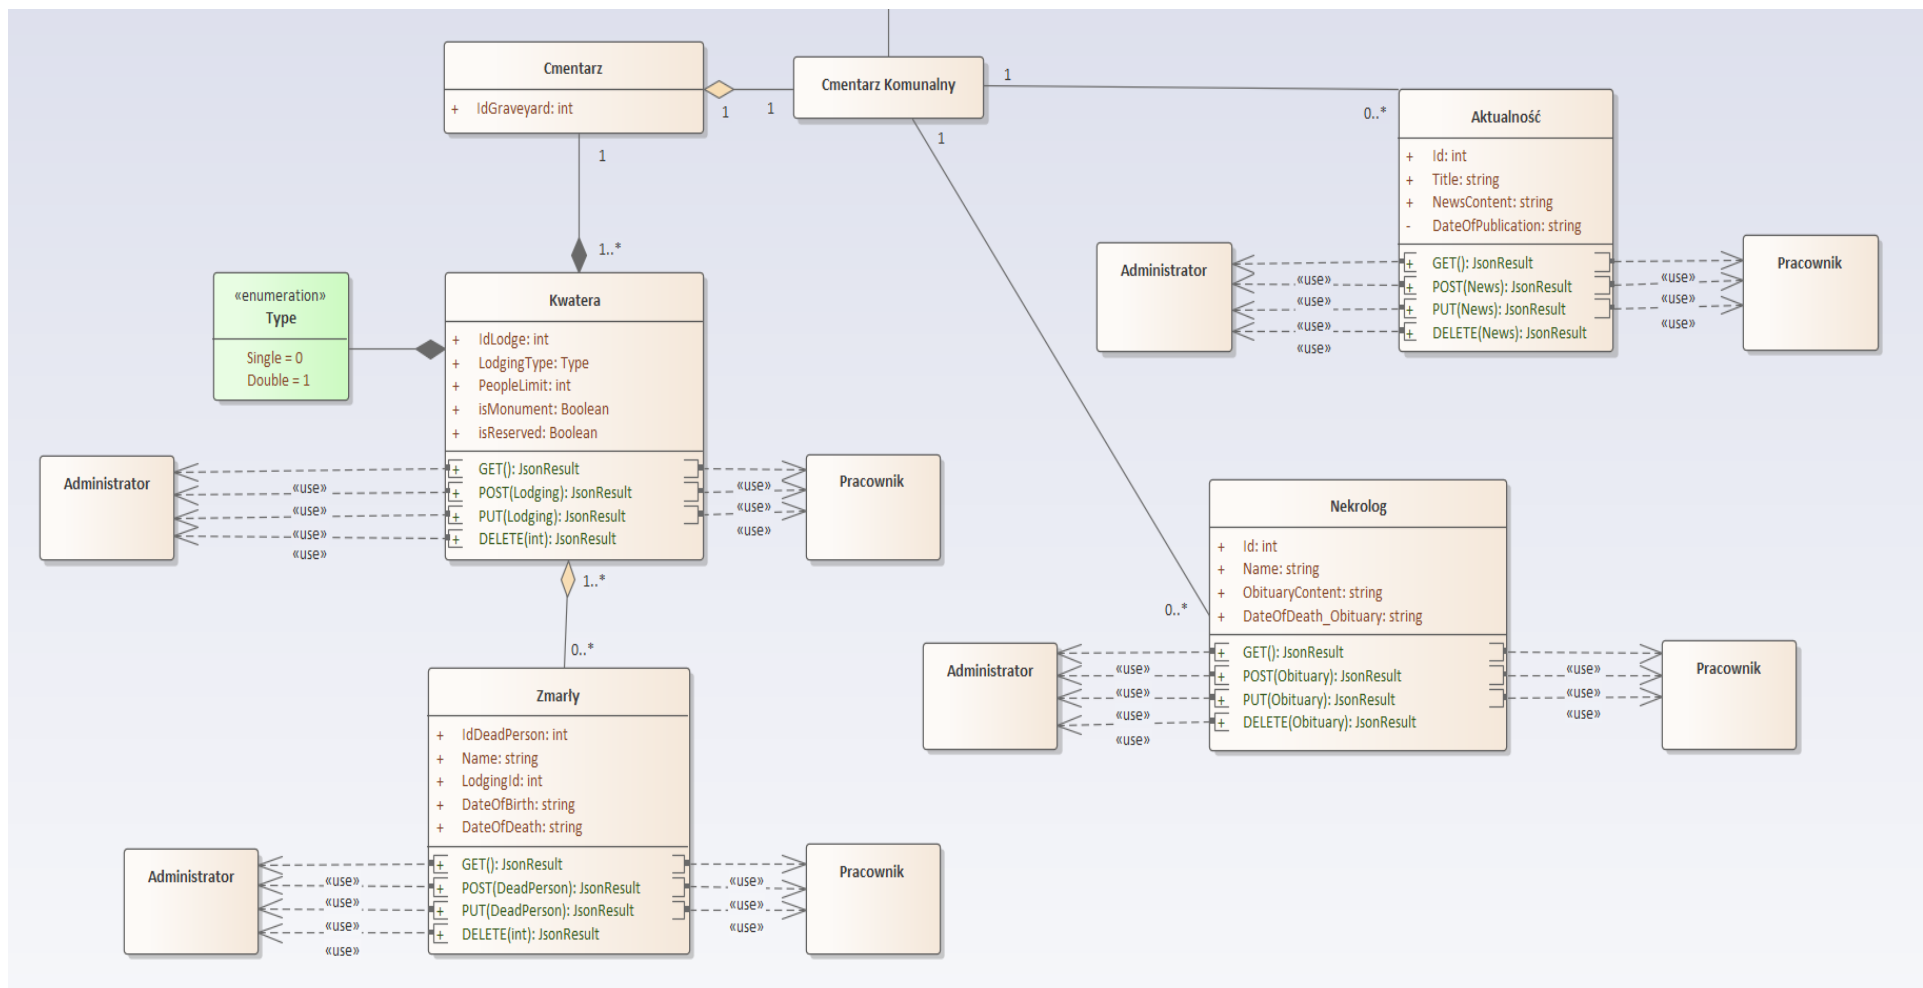 Cmentarz
+ IdGraveyard: int
1
1
Cmentarz Komunalny
1
1
0..*
1
1..*
Aktualność
+ Id: int
+ Title: string
+ NewsContent: string
- DateOfPublication: string
+ GET(): JsonResult
+ POST(News): JsonResult
+ PUT(News): JsonResult
+ DELETE(News): JsonResult
Administrator
«use»
«use»
«use»
«use»
Pracownik
«use»
«use»
«use»
«enumeration»
Type
Single = 0
Double = 1
Kwatera
+ IdLodge: int
+ LodgingType: Type
+ PeopleLimit: int
+ isMonument: Boolean
+ isReserved: Boolean
+ GET(): JsonResult
+ POST(Lodging): JsonResult
+ PUT(Lodging): JsonResult
+ DELETE(int): JsonResult
Administrator
«use»
«use»
«use»
«use»
Pracownik
«use»
«use»
«use»
1..*
0..*
0..*
Nekrolog
+ Id: int
+ Name: string
+ ObituaryContent: string
+ DateOfDeath_Obituary: string
+ GET(): JsonResult
+ POST(Obituary): JsonResult
+ PUT(Obituary): JsonResult
+ DELETE(Obituary): JsonResult
Administrator
«use»
«use»
«use»
«use»
Pracownik
«use»
«use»
«use»
Zmarły
+ IdDeadPerson: int
+ Name: string
+ LodgingId: int
+ DateOfBirth: string
+ DateOfDeath: string
+ GET(): JsonResult
+ POST(DeadPerson): JsonResult
+ PUT(DeadPerson): JsonResult
+ DELETE(int): JsonResult
Administrator
«use»
«use»
«use»
«use»
Pracownik
«use»
«use»
«use»